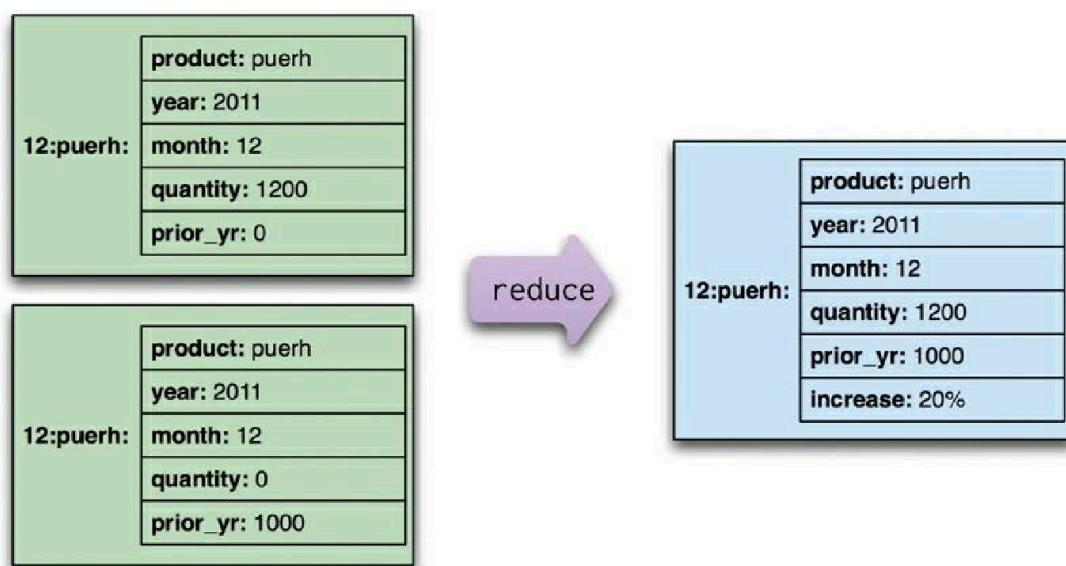 12:puerh:
product: puerh
year: 2011
month: 12
quantity: 1200
prior_yr: 0
12:puerh:
product: puerh
year: 2011
month: 12
quantity: 0
prior_yr: 1000
reduce
12:puerh:
product: puerh
year: 2011
month: 12
quantity: 1200
prior_yr: 1000
increase: 20%